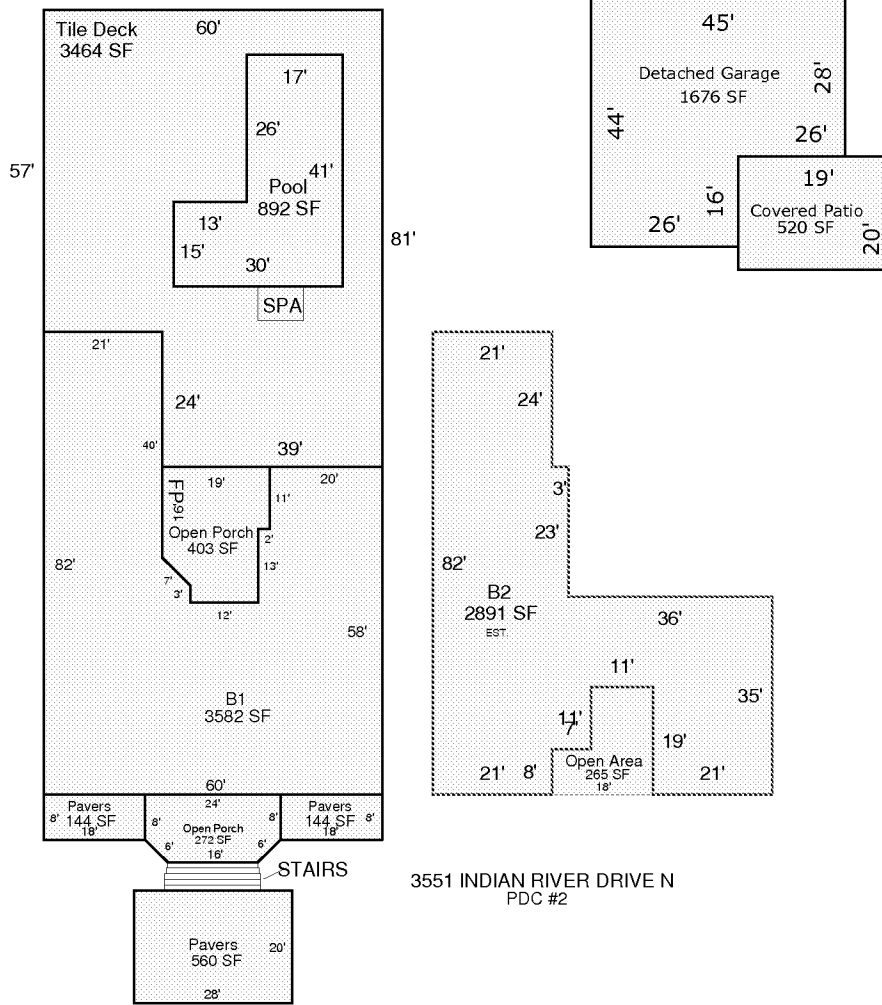 Tile Deck
3464 SF
60'
57'
17'
26'
41'
Pool
892 SF
13'
15'
30'
81'
SPA
21'
24'
40'
39'
19'
FP
16'
11'
20'
Open Porch
403 SF
2'
13'
7'
3'
12'
82'
58'
B1
3582 SF
60'
Pavers
144 SF
8'
18'
24'
8'
8'
Open Porch
272 SF
6'
6'
16'
Pavers
144 SF
8'
18'
STAIRS
Pavers
560 SF
20'
28'
45'
Detached Garage
1676 SF
28'
44'
26'
16'
26'
19'
Covered Patio
520 SF
20'
21'
24'
3'
23'
82'
B2
2891 SF
EST.
36'
11'
35'
11'
7'
19'
Open Area
265 SF
18'
21'
8'
21'
3551 INDIAN RIVER DRIVE N
PDC #2